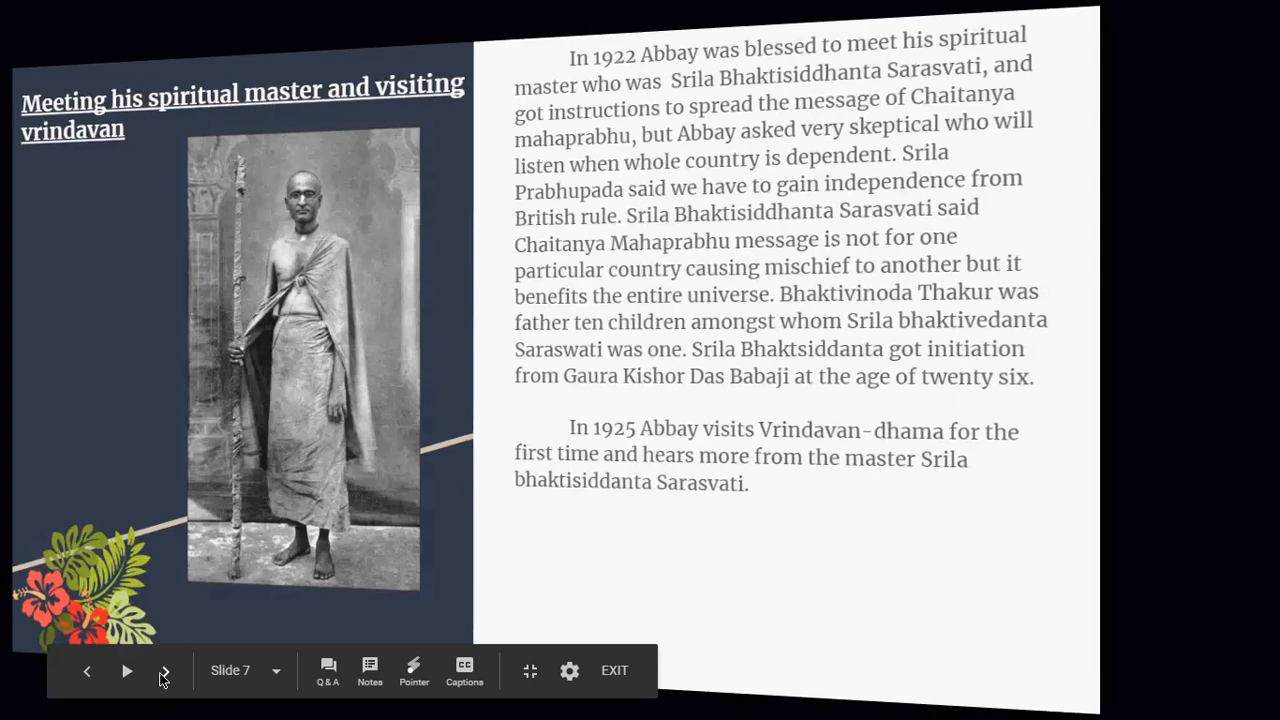 Meeting his spiritual master and visiting
vrindavan
In 1922 Abbay was blessed to meet his spiritual
master who was Srila Bhaktisiddhanta Sarasvati, and
got instructions to spread the message of Chaitanya
mahaprabhu, but Abbay asked very skeptical who will
listen when whole country is dependent. Srila
Prabhupada said we have to gain independence from
British rule. Srila Bhaktisiddhanta Sarasvati said
Chaitanya Mahaprabhu message is not for one
particular country causing mischief to another but it
benefits the entire universe. Bhaktivinoda Thakur was
father ten children amongst whom Srila bhaktivedanta
Saraswati was one. Srila Bhaktsiddanta got initiation
from Gaura Kishor Das Babaji at the age of twenty six.
In 1925 Abbay visits Vrindavan-dhama for the
first time and hears more from the master Srila
bhaktisiddanta Sarasvati.
Slide 7
Q & A
Notes
Pointer
CC
Captions
EXIT